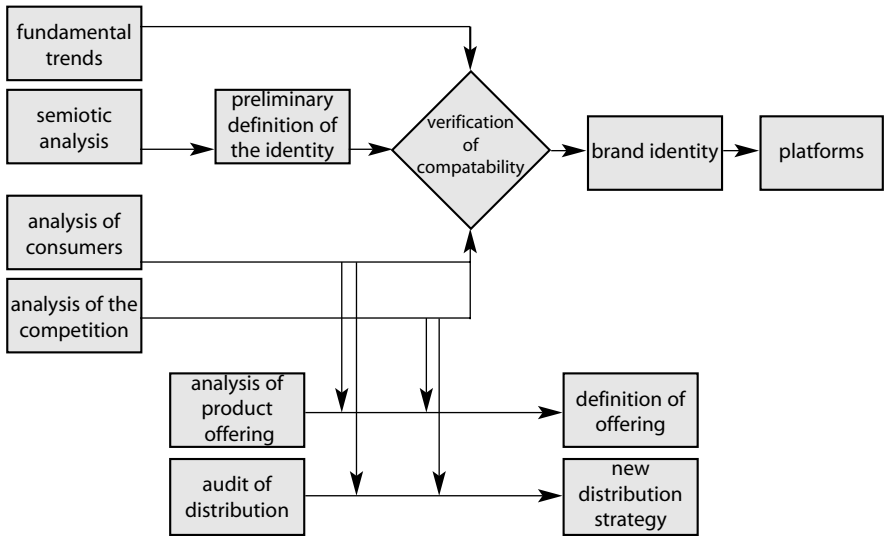 fundamental
trends
semiotic
analysis
preliminary
definition of
the identity
verification
of
compatability
brand identity
platforms
analysis of
consumers
analysis of the
competition
analysis of
product
offering
definition of
offering
audit of
distribution
new
distribution
strategy